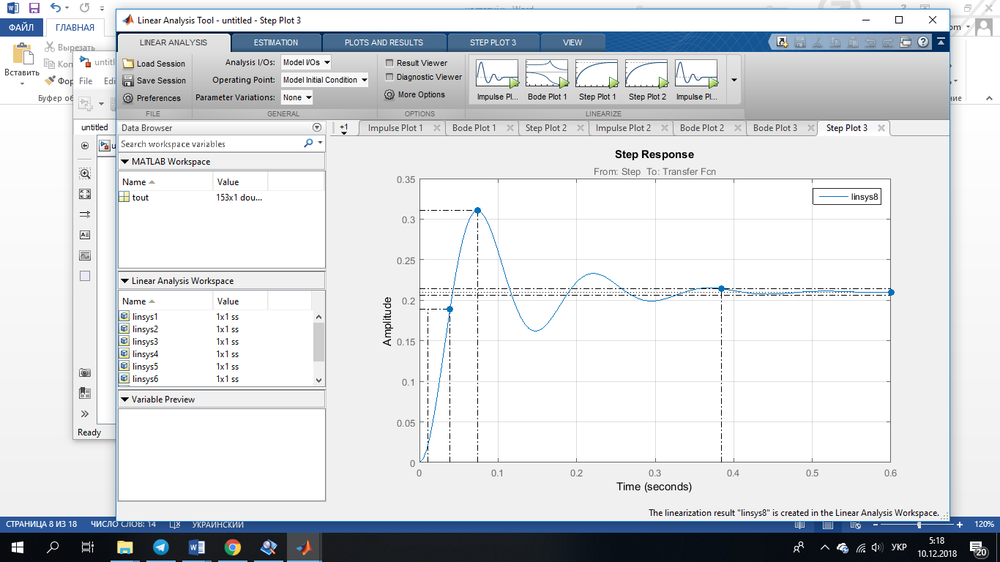 Linear Analysis Tool - untitled - Step Plot 3
ФАЙЛ
ГЛАВНАЯ
Вставить
Вырезать
Буфер об
untitle
File
Edi
untitled
Ready
LINEAR ANALYSIS
ESTIMATION
PLOTS AND RESULTS
STEP PLOT 3
VIEW
Load Session
Save Session
Preferences
FILE
Analysis I/Os:
Model I/Os
Operating Point:
Model Initial Condition
Parameter Variations:
None
GENERAL
Result Viewer
Diagnostic Viewer
More Options
OPTIONS
Impulse Pl...
Bode Plot 1
Step Plot 1
Step Plot 2
Impulse Pl...
LINEARIZE
Data Browser
Search workspace variables
MATLAB Workspace
Name
Value
tout
153x1 dou...
Linear Analysis Workspace
Name
Value
linsys1
1x1 ss
linsys2
1x1 ss
linsys3
1x1 ss
linsys4
1x1 ss
linsys5
1x1 ss
linsys6
1x1 ss
Variable Preview
+1
Impulse Plot 1
Bode Plot 1
Step Plot 2
Impulse Plot 2
Bode Plot 2
Bode Plot 3
Step Plot 3
Step Response
From: Step To: Transfer Fcn
linsys8
0.35
0.3
0.25
0.2
0.15
0.1
0.05
0
Amplitude
0
0.1
0.2
0.3
0.4
0.5
0.6
Time (seconds)
The linearization result "linsys8" is created in the Linear Analysis Workspace.
СТРАНИЦА 8 ИЗ 18
ЧИСЛО СЛОВ: 14
УКРАИНСКИЙ
120%
УКР
5:18
10.12.2018
20